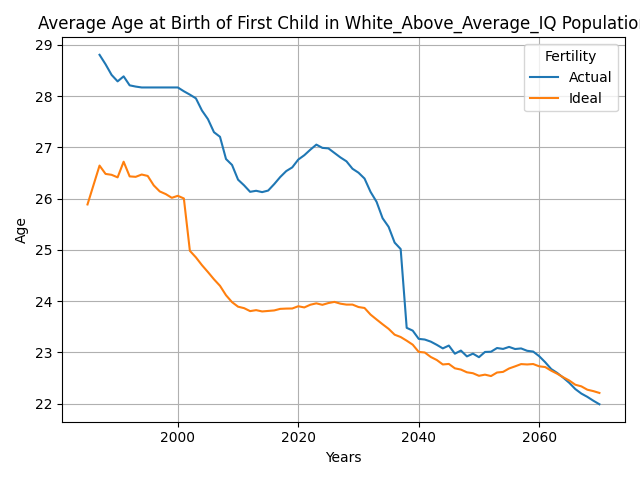 Average Age at Birth of First Child in White_Above_Average_IQ Population
29
28
27
26
25
24
23
22
Age
Fertility
Actual
Ideal
2000
2020
2040
2060
Years